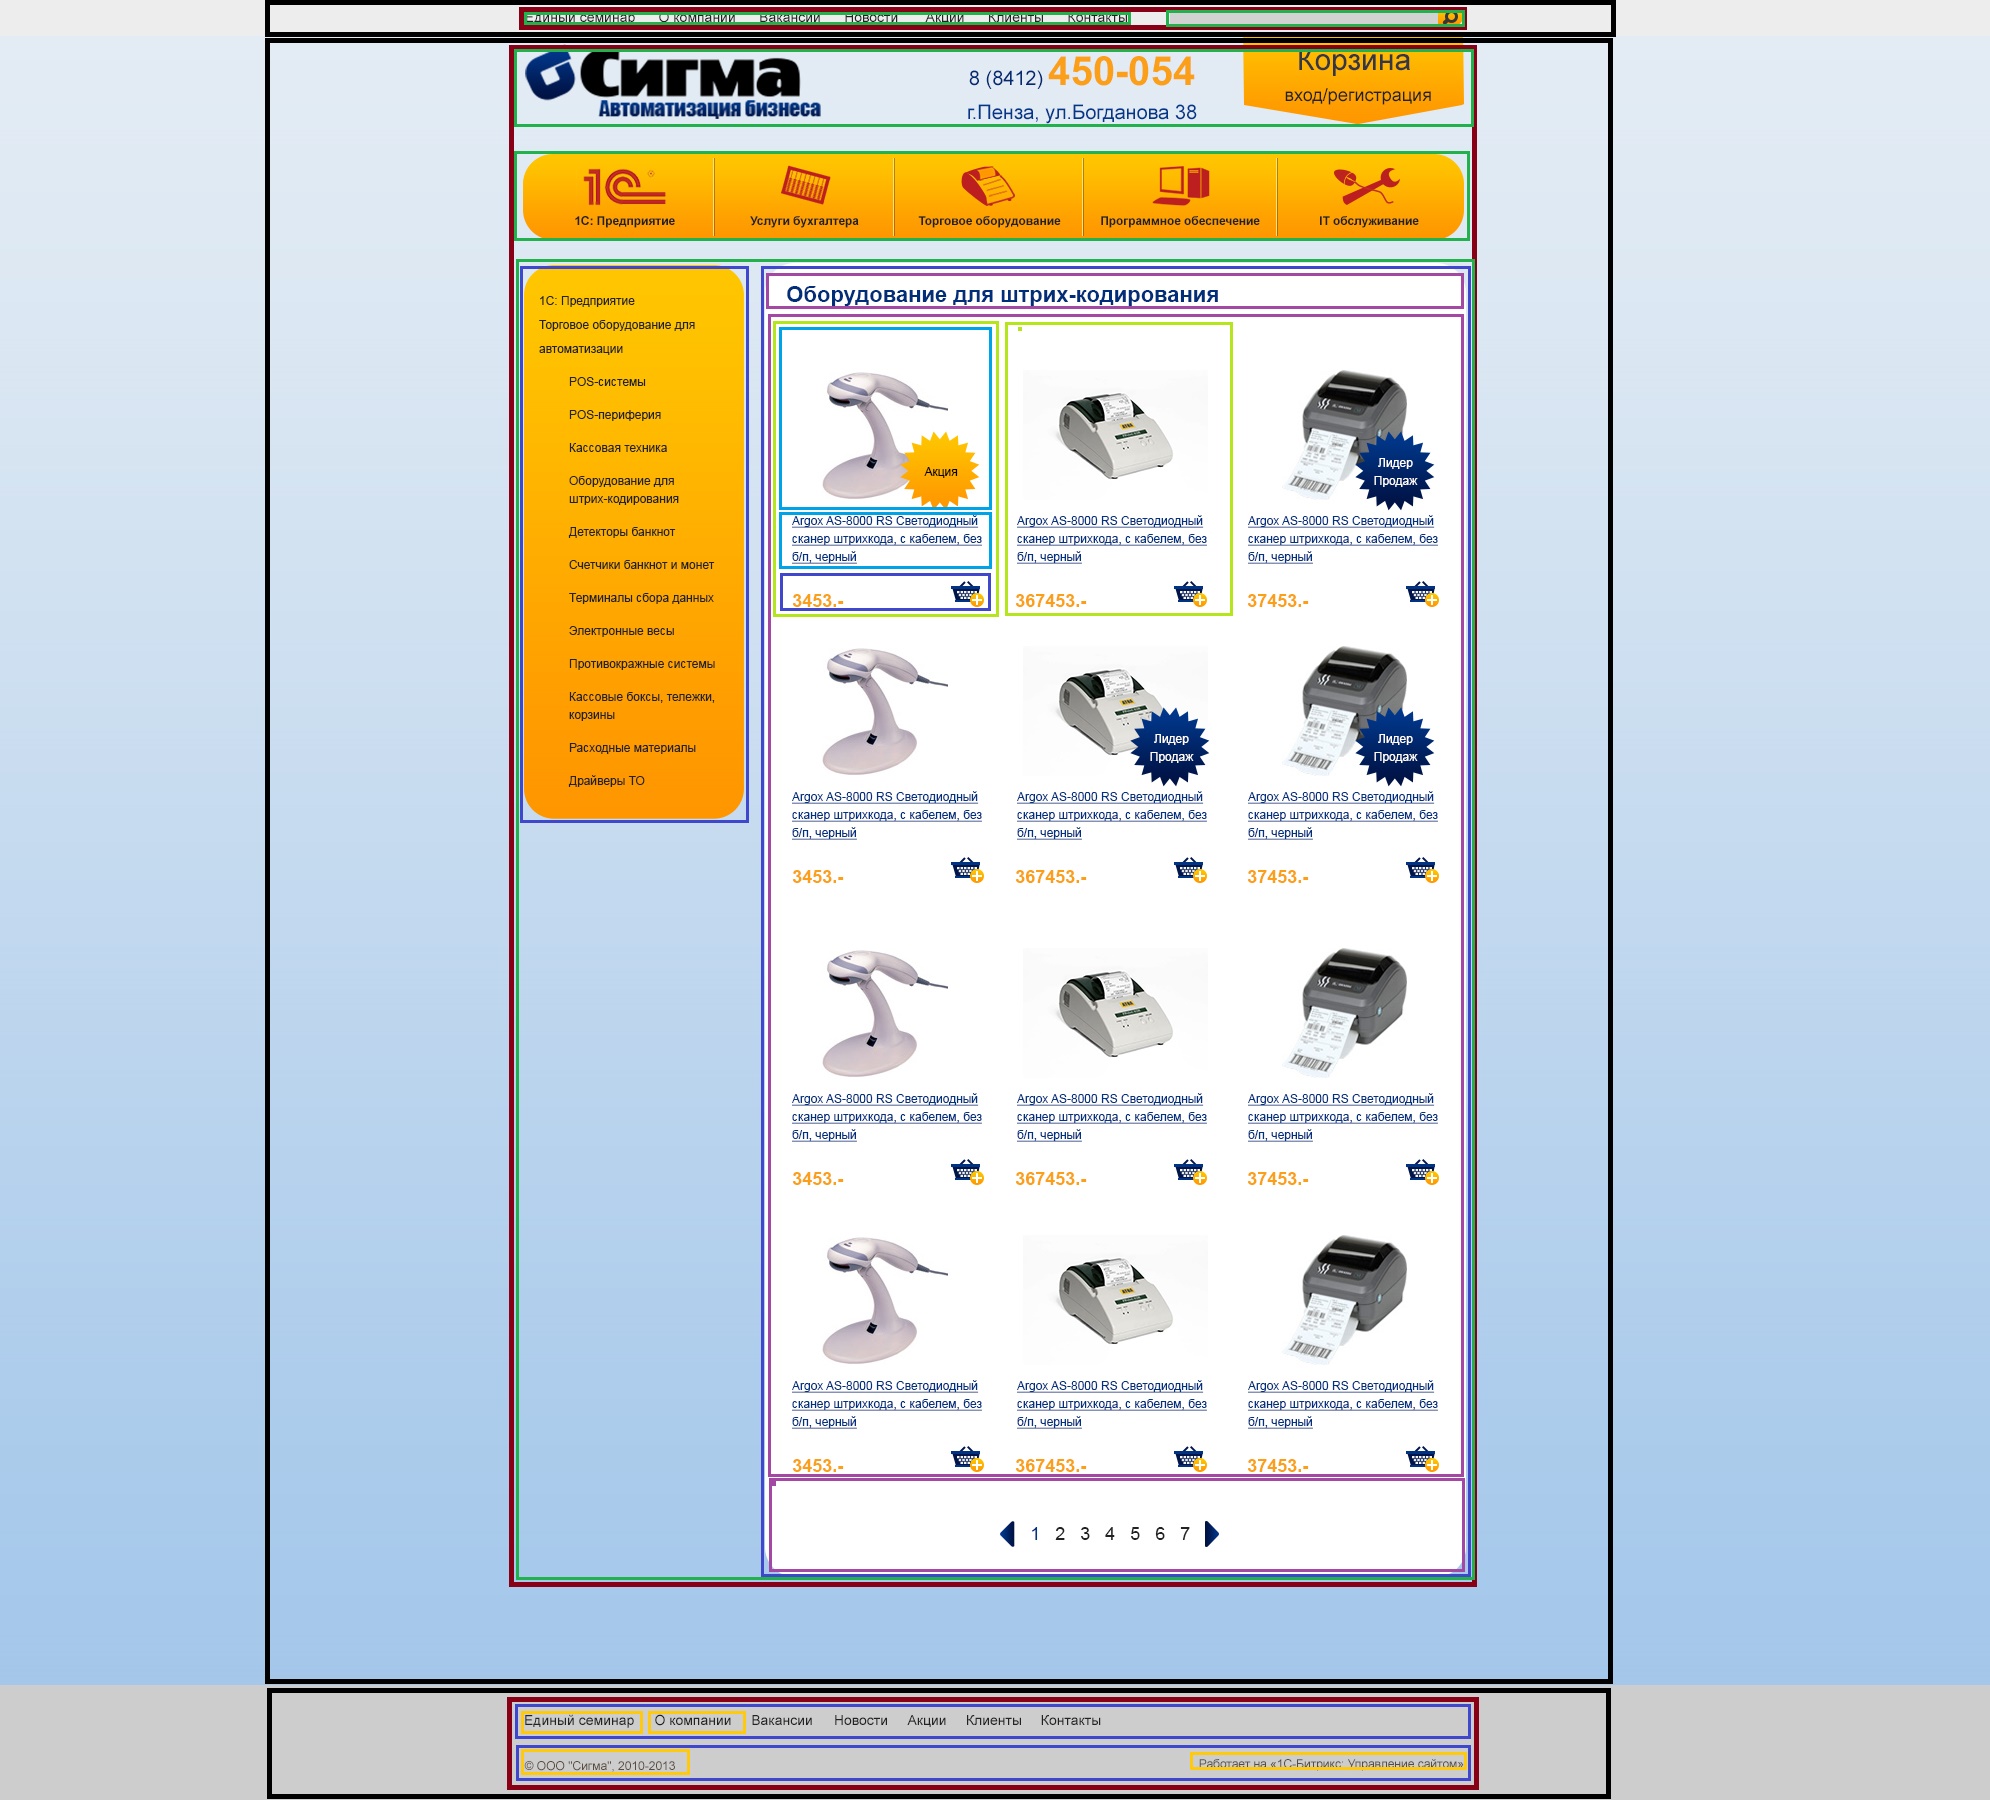 Единый семинар О компании Вакансии Новости Акции Клиенты Контакты
Сигма
Автоматизация бизнеса
8 (8412) 450-054
г.Пенза, ул.Богданова 38
Корзина
вход/регистрация
1С: Предприятие Услуги бухгалтера Торговое оборудование Программное обеспечение IT обслуживание
1С: Предприятие
Торговое оборудование для
автоматизации
POS-системы
POS-периферия
Кассовая техника
Оборудование для
штрих-кодирования
Детекторы банкнот
Счетчики банкнот и монет
Терминалы сбора данных
Электронные весы
Противокражные системы
Кассовые боксы, тележки,
корзины
Расходные материалы
Драйверы ТО
Оборудование для штрих-кодирования
Акция
Лидер
Продаж
Argox AS-8000 RS Светодиодный Argox AS-8000 RS Светодиодный Argox AS-8000 RS Светодиодный
сканер штрихкода, с кабелем, без сканер штрихкода, с кабелем, без сканер штрихкода, с кабелем, без
б/п, черный б/п, черный б/п, черный
3453.- 367453.- 37453.-
Лидер Лидер
Продаж Продаж
Argox AS-8000 RS Светодиодный Argox AS-8000 RS Светодиодный Argox AS-8000 RS Светодиодный
сканер штрихкода, с кабелем, без сканер штрихкода, с кабелем, без сканер штрихкода, с кабелем, без
б/п, черный б/п, черный б/п, черный
3453.- 367453.- 37453.-
Argox AS-8000 RS Светодиодный Argox AS-8000 RS Светодиодный Argox AS-8000 RS Светодиодный
сканер штрихкода, с кабелем, без сканер штрихкода, с кабелем, без сканер штрихкода, с кабелем, без
б/п, черный б/п, черный б/п, черный
3453.- 367453.- 37453.-
Argox AS-8000 RS Светодиодный Argox AS-8000 RS Светодиодный Argox AS-8000 RS Светодиодный
сканер штрихкода, с кабелем, без сканер штрихкода, с кабелем, без сканер штрихкода, с кабелем, без
б/п, черный б/п, черный б/п, черный
3453.- 367453.- 37453.-
1 2 3 4 5 6 7
Единый семинар О компании Вакансии Новости Акции Клиенты Контакты
© ООО "Сигма", 2010-2013 Работает на «1С-Битрикс: Управление сайтом»